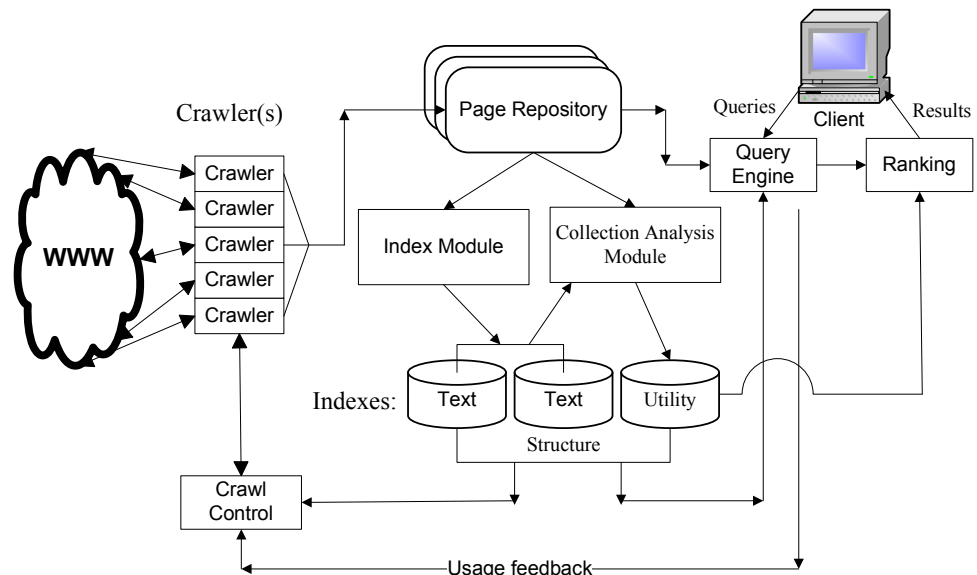 Crawler(s)
Page Repository
Queries
Client
Results
WWW
Crawler
Crawler
Crawler
Crawler
Crawler
Query
Engine
Ranking
Index Module
Collection Analysis
Module
Indexes:
Text
Text
Utility
Structure
Crawl
Control
Usage feedback